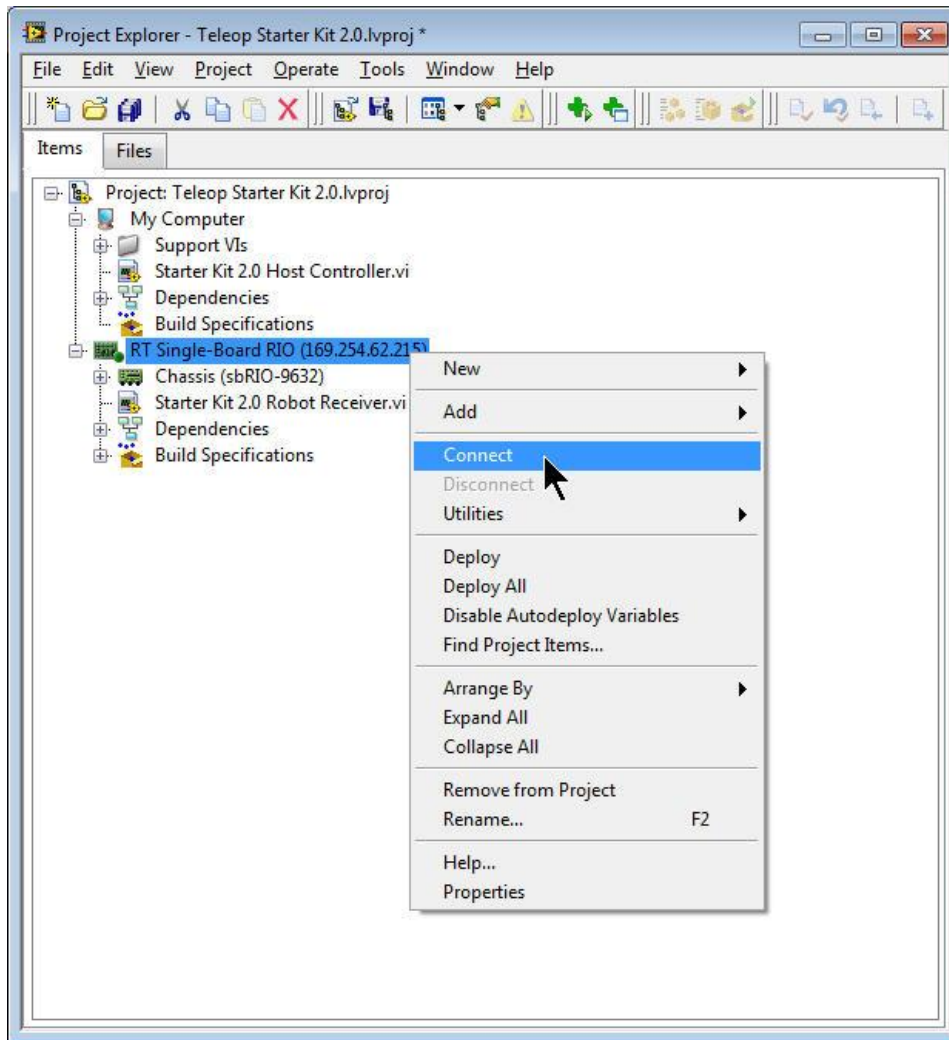 Project Explorer - Teleop Starter Kit 2.0.lvproj *
File Edit View Project Operate Tools Window Help
Items Files
Project: Teleop Starter Kit 2.0.lvproj
My Computer
Support VIs
Starter Kit 2.0 Host Controller.vi
Dependencies
Build Specifications
RT Single-Board RIO (169.254.62.215)
Chassis (sbRIO-9632)
Starter Kit 2.0 Robot Receiver.vi
Dependencies
Build Specifications
New
Add
Connect
Disconnect
Utilities
Deploy
Deploy All
Disable Autodeploy Variables
Find Project Items...
Arrange By
Expand All
Collapse All
Remove from Project
Rename... F2
Help...
Properties